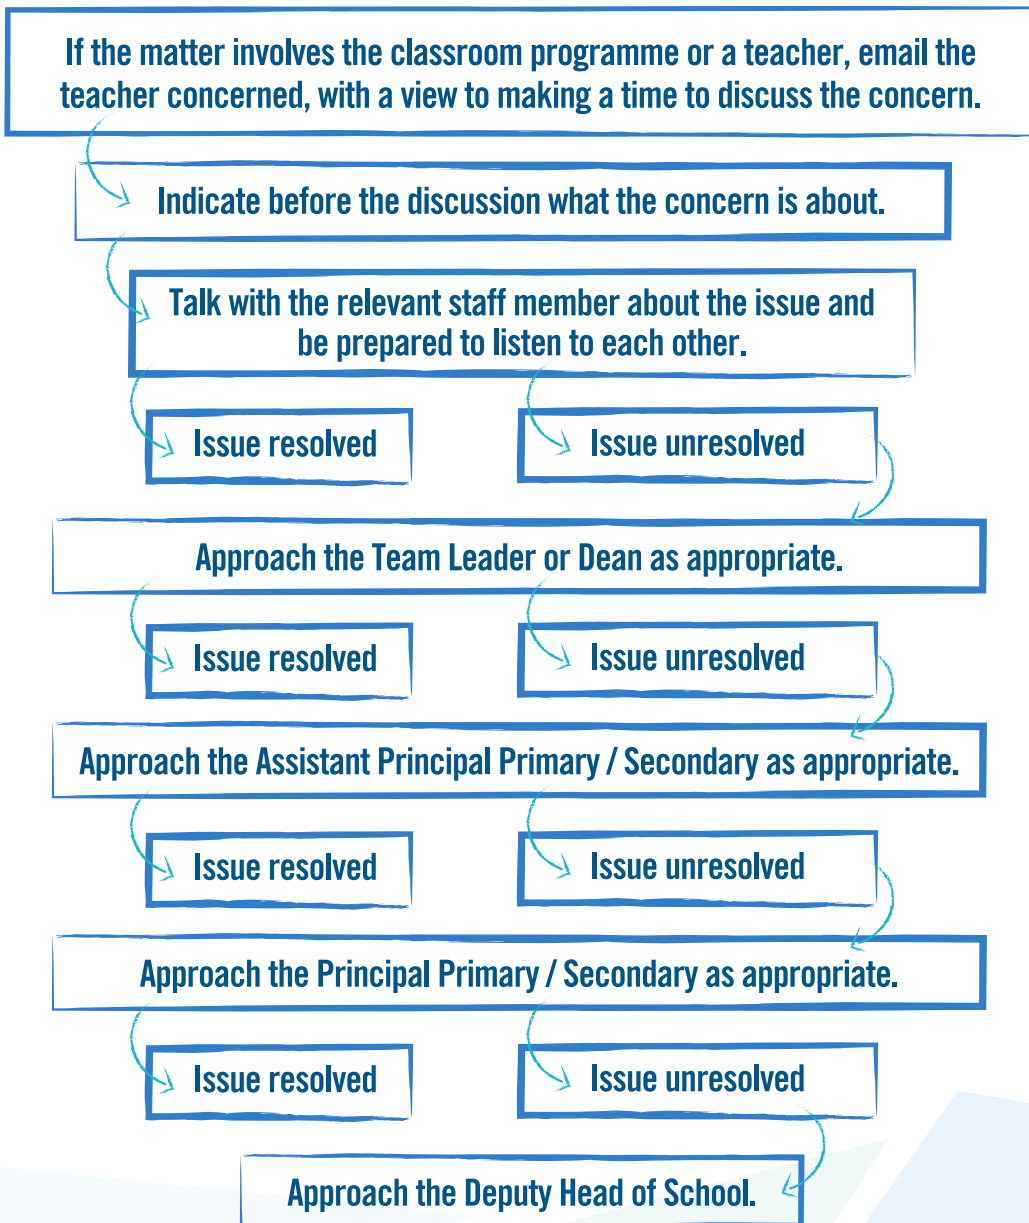 If the matter involves the classroom programme or a teacher, email the
teacher concerned, with a view to making a time to discuss the concern.
Indicate before the discussion what the concern is about.
Talk with the relevant staff member about the issue and
be prepared to listen to each other.
Issue resolved
Issue unresolved
Approach the Team Leader or Dean as appropriate.
Issue resolved
Issue unresolved
Approach the Assistant Principal Primary / Secondary as appropriate.
Issue resolved
Issue unresolved
Approach the Principal Primary / Secondary as appropriate.
Issue resolved
Issue unresolved
Approach the Deputy Head of School.